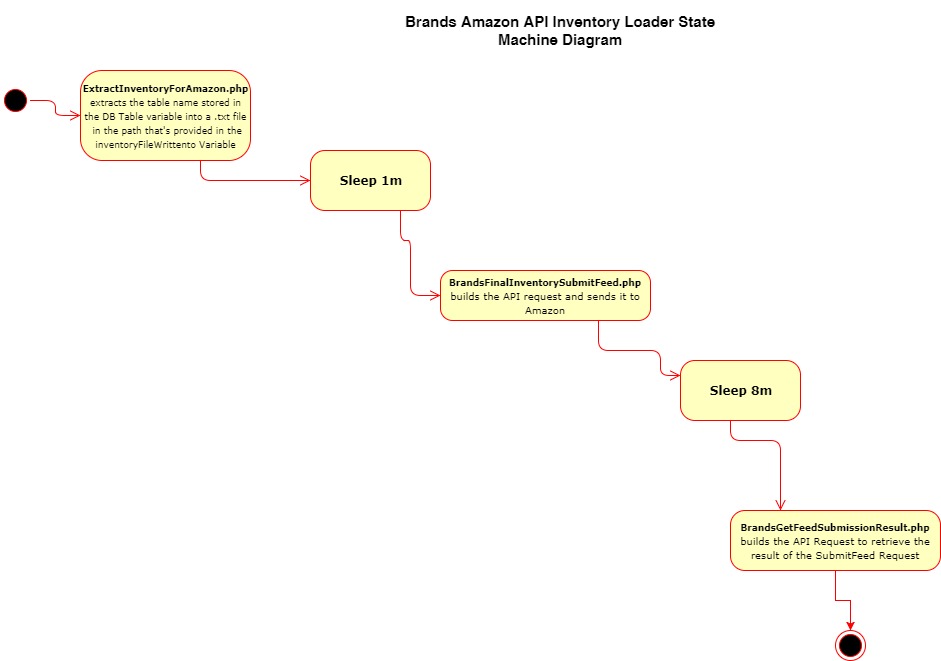 Brands Amazon API Inventory Loader State
Machine Diagram
ExtractInventoryForAmazon.php
extracts the table name stored in
the DB Table variable into a .txt file
in the path that's provided in the
inventoryFileWrittento Variable
Sleep 1m
BrandsFinalInventorySubmitFeed.php
builds the API request and sends it to
Amazon
Sleep 8m
BrandsGetFeedSubmissionResult.php
builds the API Request to retrieve the
result of the SubmitFeed Request